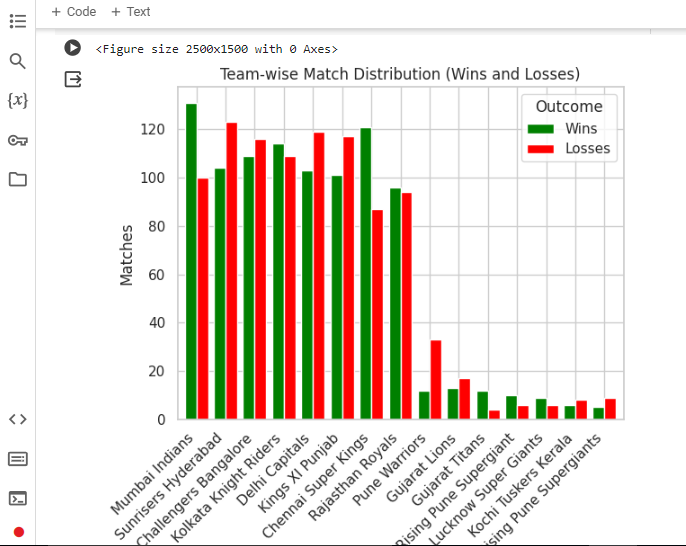 + Code + Text
{x}
<Figure size 2500x1500 with 0 Axes>
Team-wise Match Distribution (Wins and Losses)
Outcome
Wins
Losses
Matches
120
100
80
60
40
20
0
Mumbai Indians
Sunrisers Hyderabad
Challengers Bangalore
Kolkata Knight Riders
Delhi Capitals
Kings XI Punjab
Chennai Super Kings
Rajasthan Royals
Pune Warriors
Gujarat Lions
Gujarat Titans
Rising Pune Supergiant
Lucknow Super Giants
Kochi Tuskers Kerala
ising Pune Supergiants
<>